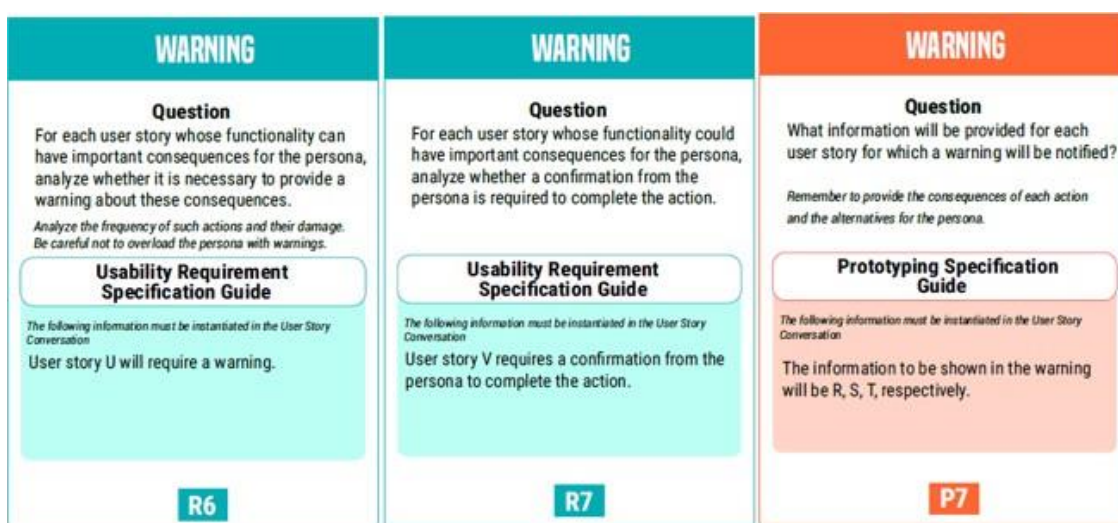 WARNING
Question
For each user story whose functionality can
have important consequences for the persona,
analyze whether it is necessary to provide a
warning about these consequences.
Analyze the frequency of such actions and their damage.
Be careful not to overload the persona with warnings.
Usability Requirement
Specification Guide
The following information must be instantiated in the User Story
Conversation
User story U will require a warning.
R6
WARNING
Question
For each user story whose functionality could
have important consequences for the persona,
analyze whether a confirmation from the
persona is required to complete the action.
Usability Requirement
Specification Guide
The following information must be instantiated in the User Story
Conversation
User story V requires a confirmation from the
persona to complete the action.
R7
WARNING
Question
What information will be provided for each
user story for which a warning will be notified?
Remember to provide the consequences of each action
and the alternatives for the persona.
Prototyping Specification
Guide
The following information must be instantiated in the User Story
Conversation
The information to be shown in the warning
will be R, S, T, respectively.
P7